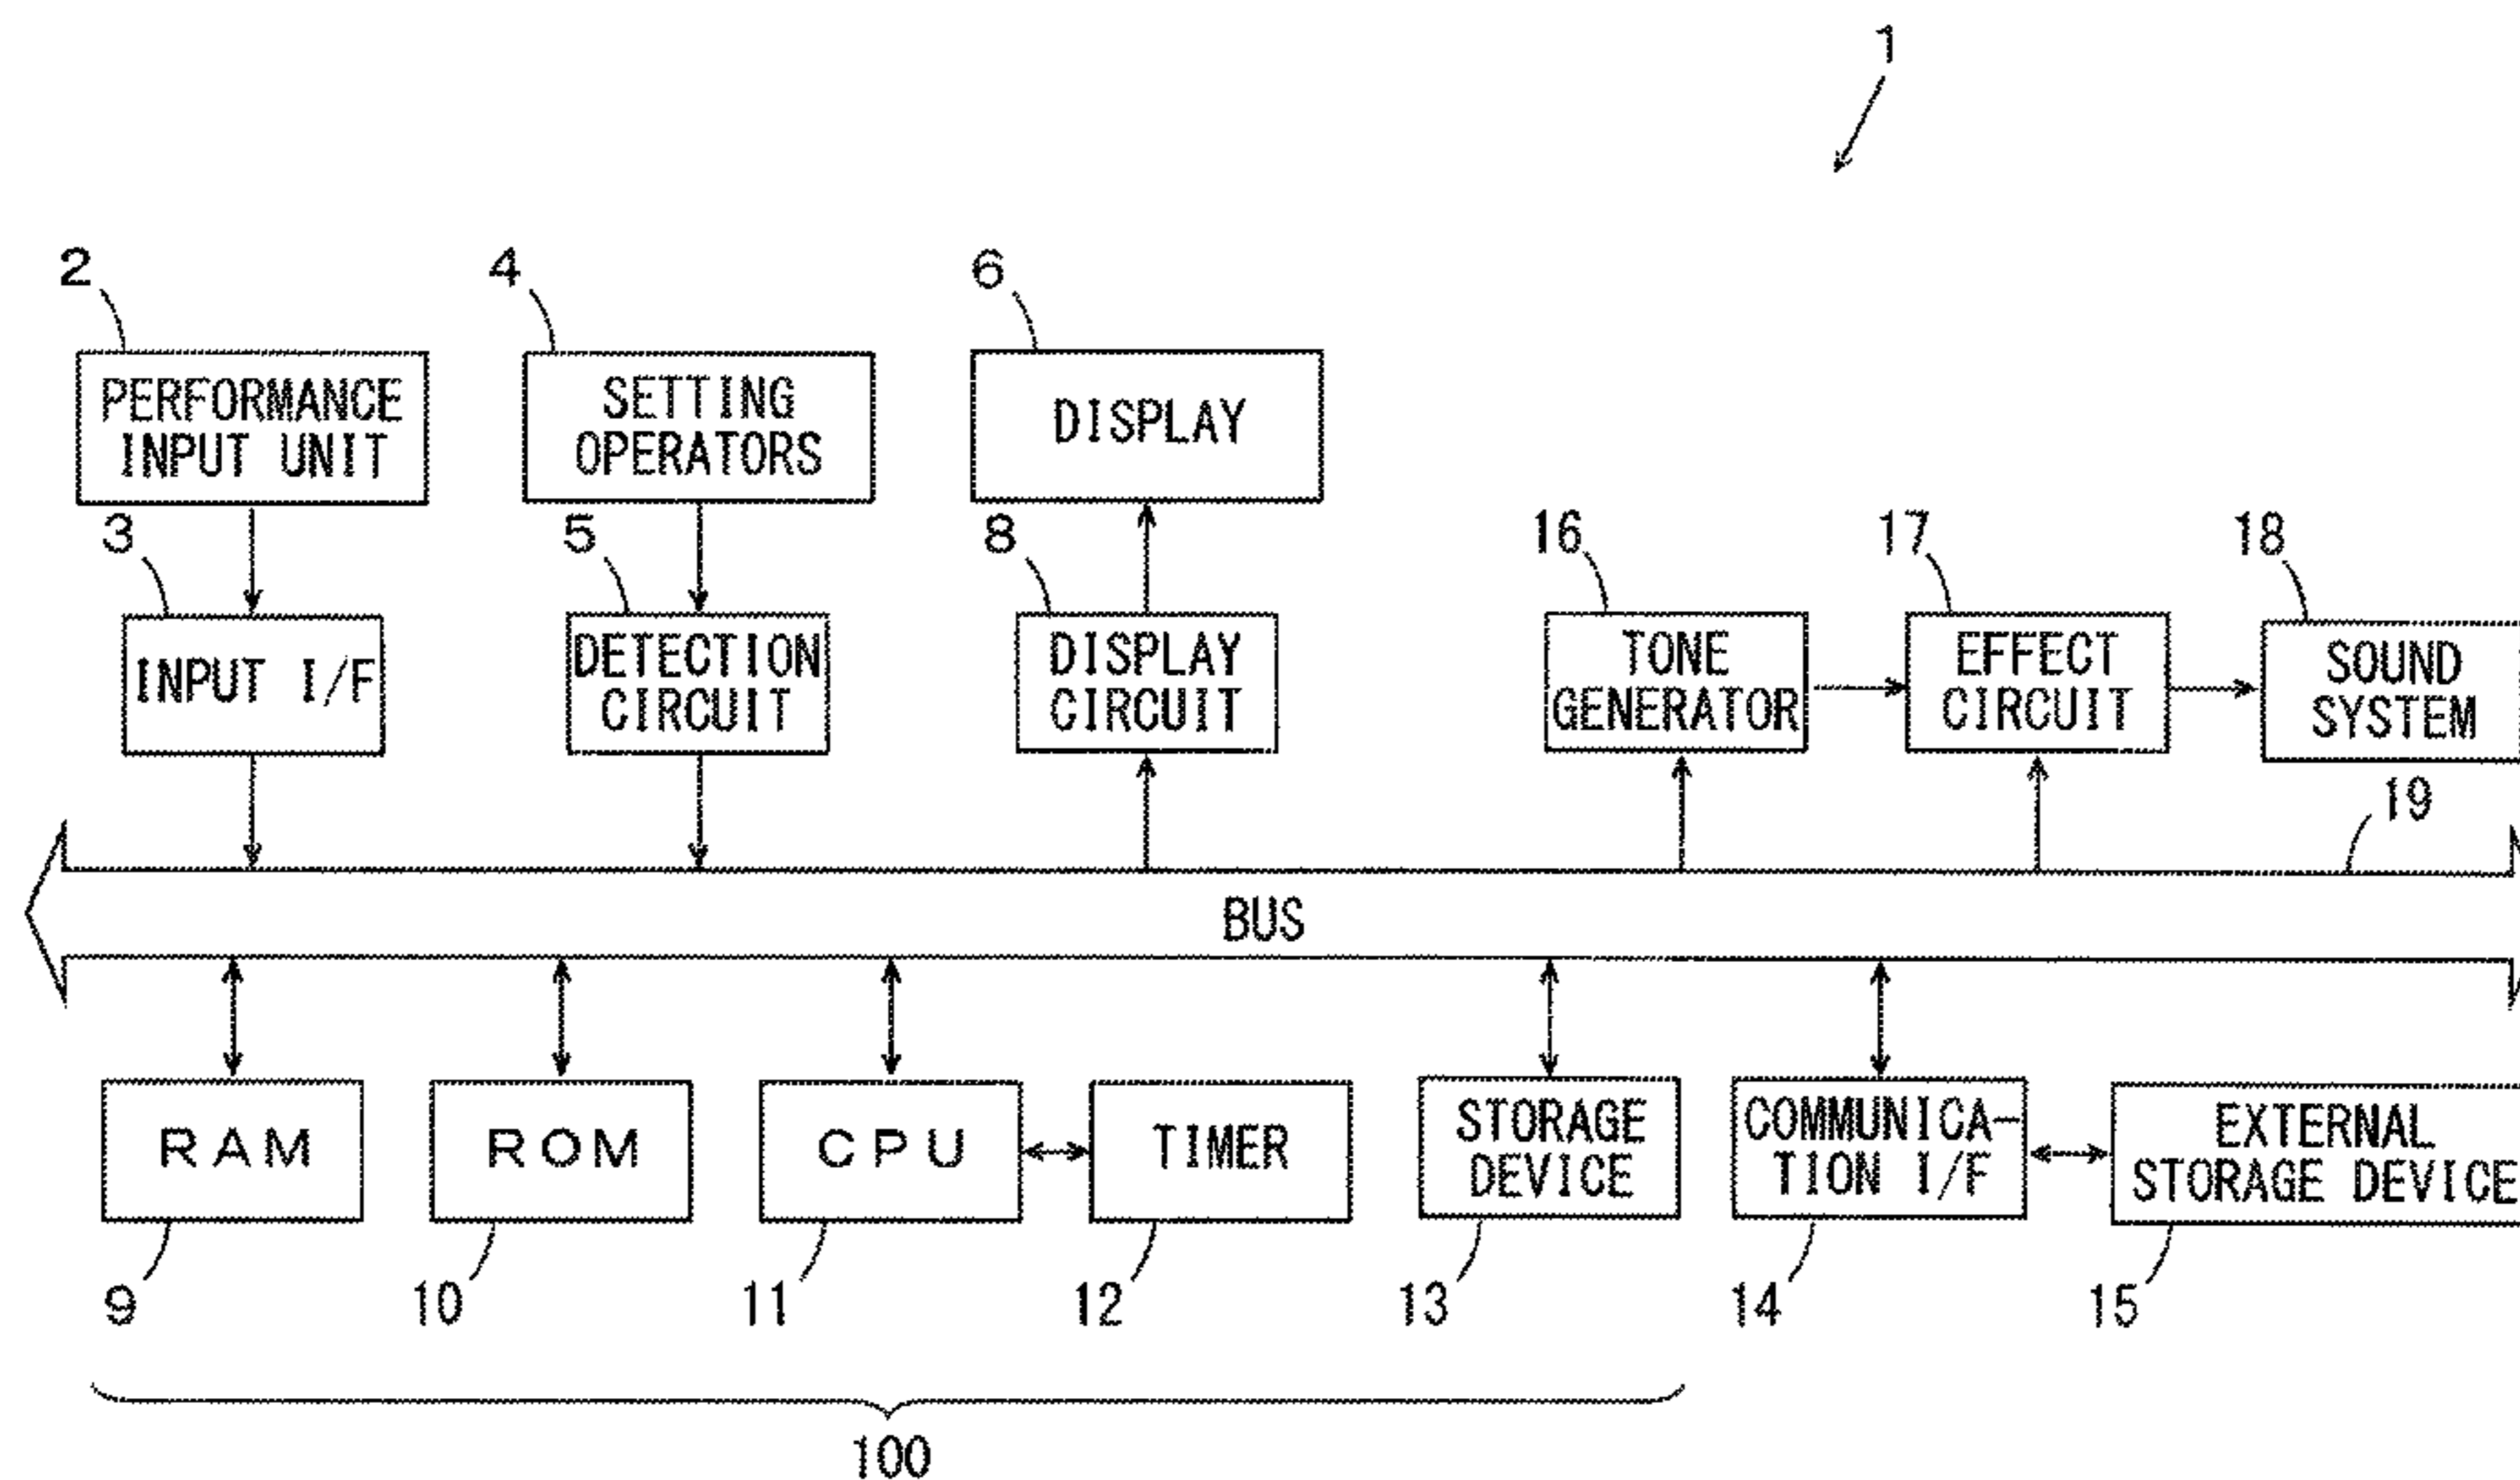 1
2
4
6
PERFORMANCE
INPUT UNIT
SETTING
OPERATORS
DISPLAY
3
5
8
16
17
18
INPUT I/F
DETECTION
CIRCUIT
DISPLAY
CIRCUIT
TONE
GENERATOR
EFFECT
CIRCUIT
SOUND
SYSTEM
19
BUS
RAM
ROM
CPU
TIMER
STORAGE
DEVICE
COMMUNICA-
TION I/F
EXTERNAL
STORAGE DEVICE
9
10
11
12
13
14
15
100